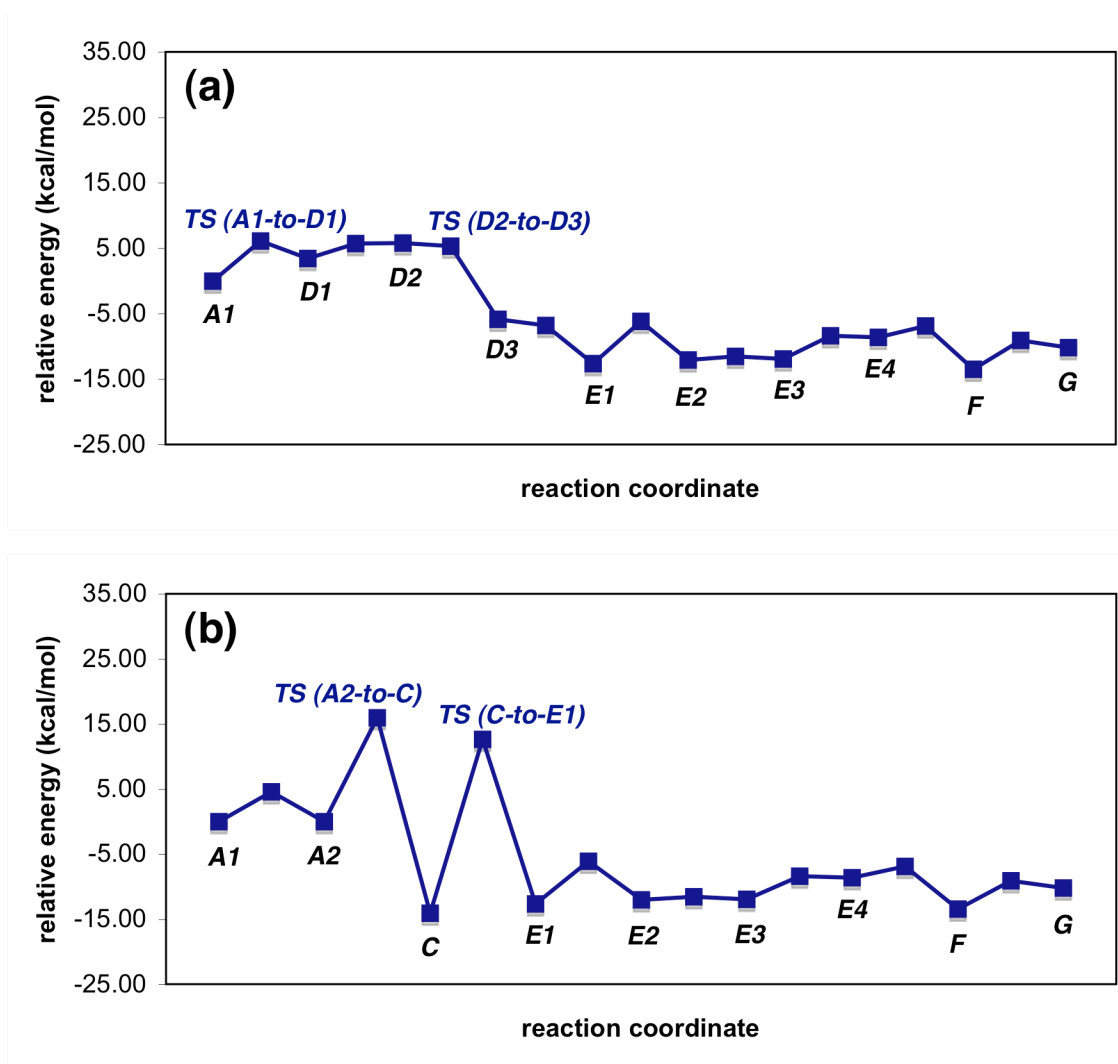 35.00
(a)
25.00
15.00
TS (A1-to-D1)
TS (D2-to-D3)
5.00
D2
D1
A1
-5.00
D3
-15.00
E1
E2
E3
E4
F
G
-25.00
relative energy (kcal/mol)
reaction coordinate
35.00
(b)
25.00
TS (A2-to-C)
15.00
TS (C-to-E1)
5.00
A1
A2
-5.00
-15.00
C
E1
E2
E3
E4
F
G
-25.00
relative energy (kcal/mol)
reaction coordinate